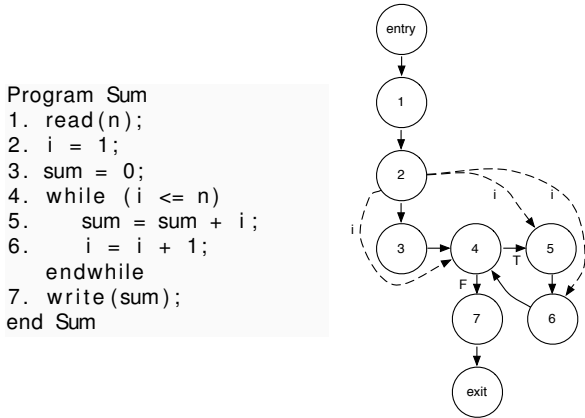 Program Sum
1. read(n);
2. i = 1;
3. sum = 0;
4. while (i <= n)
5. sum = sum + i;
6. i = i + 1;
endwhile
7. write(sum);
end Sum
entry
1
2
i
i
i
3
4
T
5
F
7
6
exit